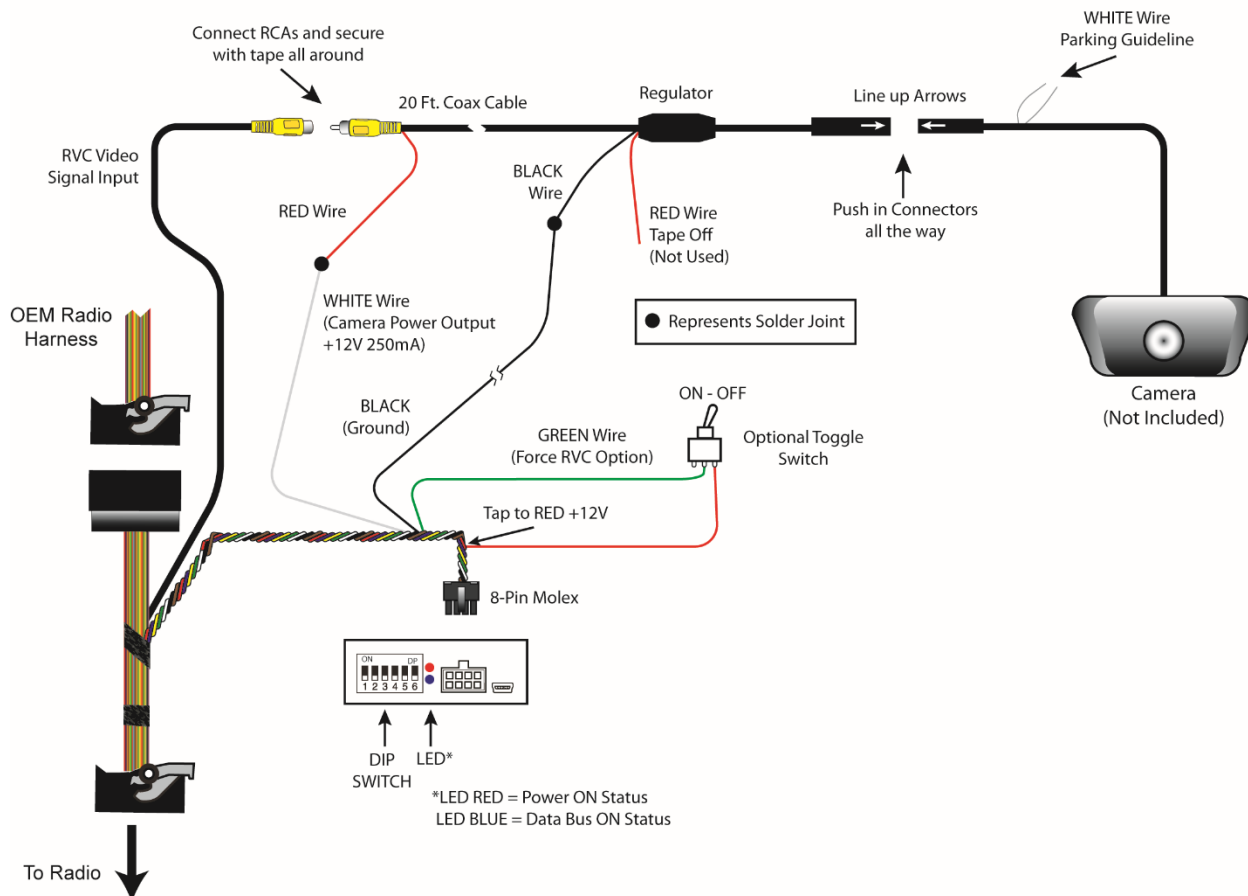 Connect RCAs and secure
with tape all around
WHITE Wire
Parking Guideline
20 Ft. Coax Cable
Regulator
Line up Arrows
RVC Video
Signal Input
BLACK
Wire
RED Wire
RED Wire
Tape Off
(Not Used)
Push in Connectors
all the way
OEM Radio
Harness
WHITE Wire
(Camera Power Output
+12V 250mA)
Represents Solder Joint
Camera
(Not Included)
ON - OFF
BLACK
(Ground)
GREEN Wire
(Force RVC Option)
Optional Toggle
Switch
Tap to RED +12V
8-Pin Molex
ON DP
1 2 3 4 5 6
DIP
SWITCH
LED*
*LED RED = Power ON Status
LED BLUE = Data Bus ON Status
To Radio